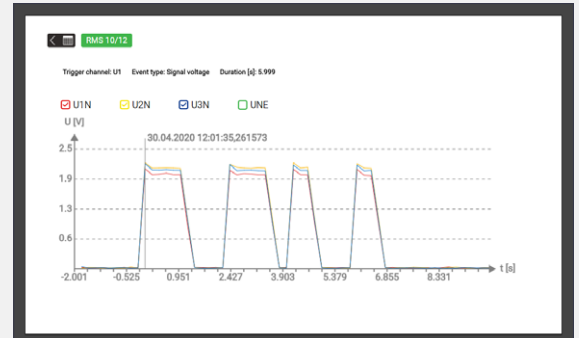 RMS 10/12
Trigger channel: U1 Event type: Signal voltage Duration [s]: 5.999
U1N U2N U3N UNE
U [V]
30.04.2020 12:01:35,261573
2.5
1.9
1.3
0.6
t [s]
-2.001 -0.525 0.951 2.427 3.903 5.379 6.855 8.331